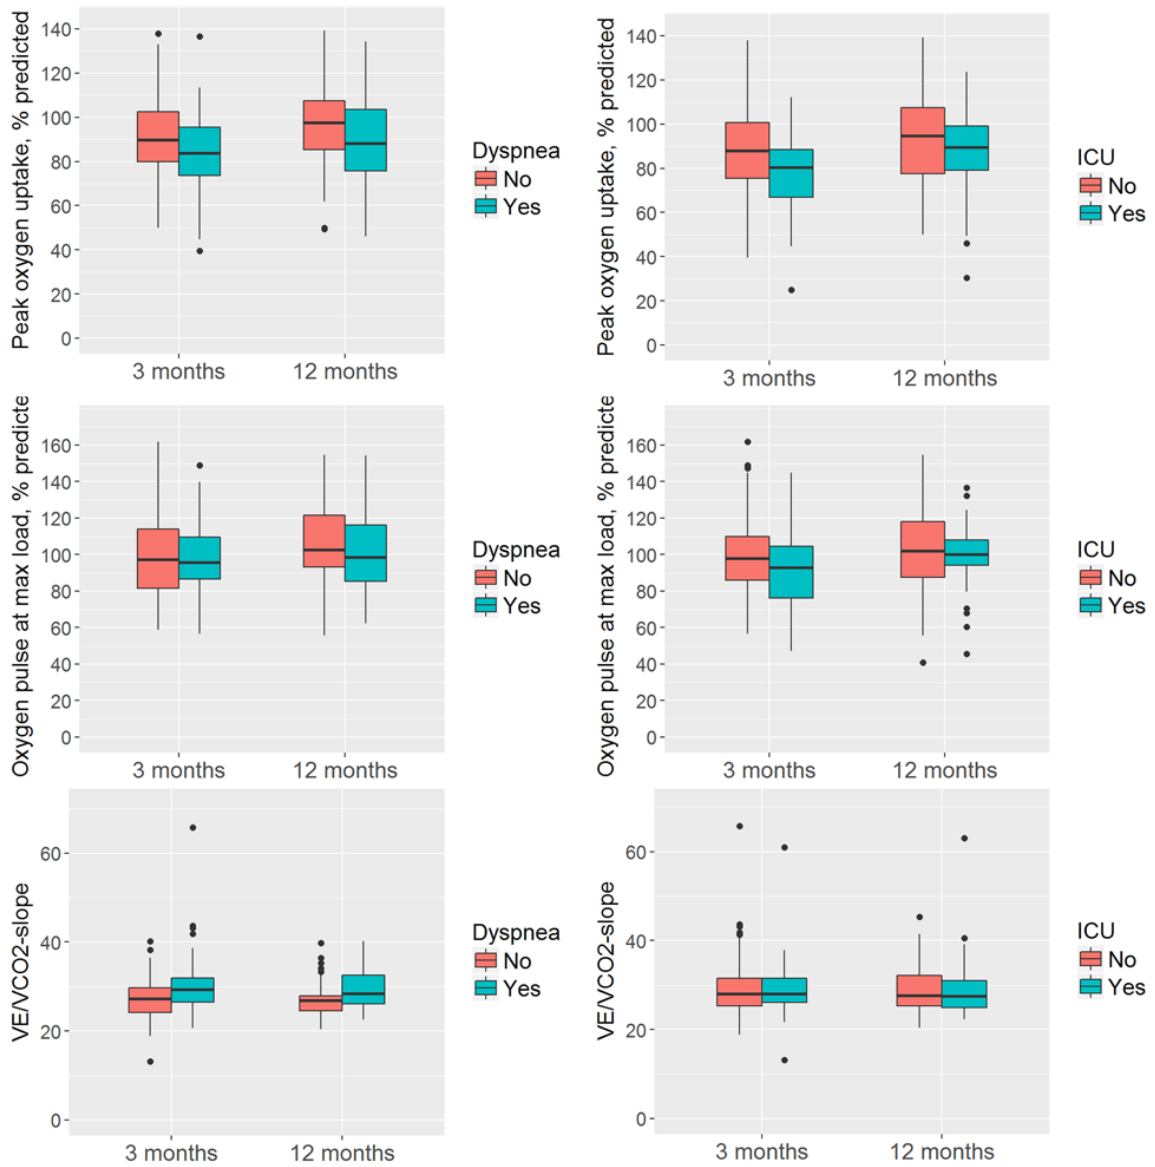 Peak oxygen uptake, % predicted
140
120
100
80
60
40
20
0
3 months
12 months
Dyspnea
No
Yes
Peak oxygen uptake, % predicted
140
120
100
80
60
40
20
0
3 months
12 months
ICU
No
Yes
Oxygen pulse at max load, % predicte
160
140
120
100
80
60
40
20
0
3 months
12 months
Dyspnea
No
Yes
Oxygen pulse at max load, % predicte
160
140
120
100
80
60
40
20
0
3 months
12 months
ICU
No
Yes
VE/VCO2-slope
60
40
20
0
3 months
12 months
Dyspnea
No
Yes
VE/VCO2-slope
60
40
20
0
3 months
12 months
ICU
No
Yes